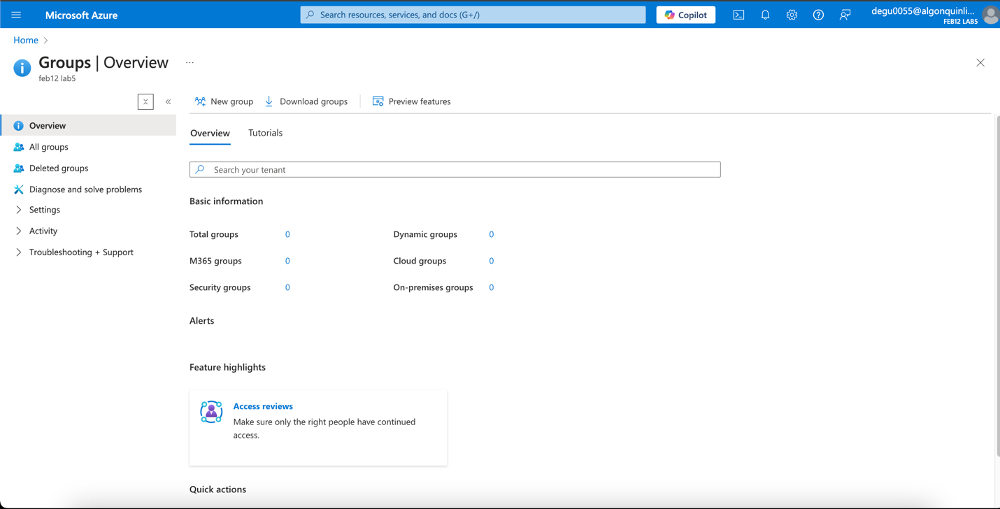 Microsoft Azure
Search resources, services, and docs (G+/)
Copilot
degu0055@algonquinli...
FEB12 LAB5
Home
Groups | Overview
...
feb12 lab5
New group
Download groups
Preview features
Overview
All groups
Deleted groups
Diagnose and solve problems
Settings
Activity
Troubleshooting + Support
Overview
Tutorials
Search your tenant
Basic information
Total groups 0
Dynamic groups 0
M365 groups 0
Cloud groups 0
Security groups 0
On-premises groups 0
Alerts
Feature highlights
Access reviews
Make sure only the right people have continued
access.
Quick actions